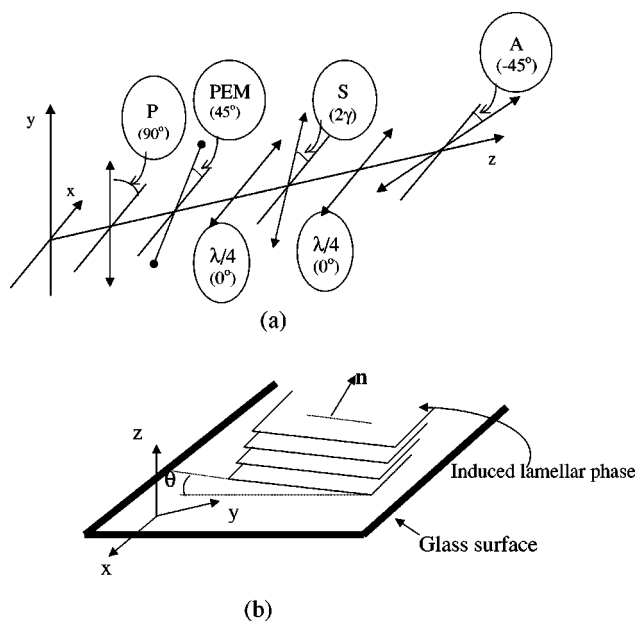 A
(-45°)
PEM
(45°)
S
(2γ)
P
(90°)
y
x
z
λ/4
(0°)
λ/4
(0°)
(a)
n
z
Induced lamellar phase
θ
y
x
Glass surface
(b)